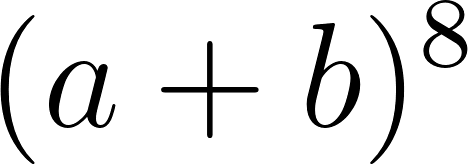 (a + b)⁸